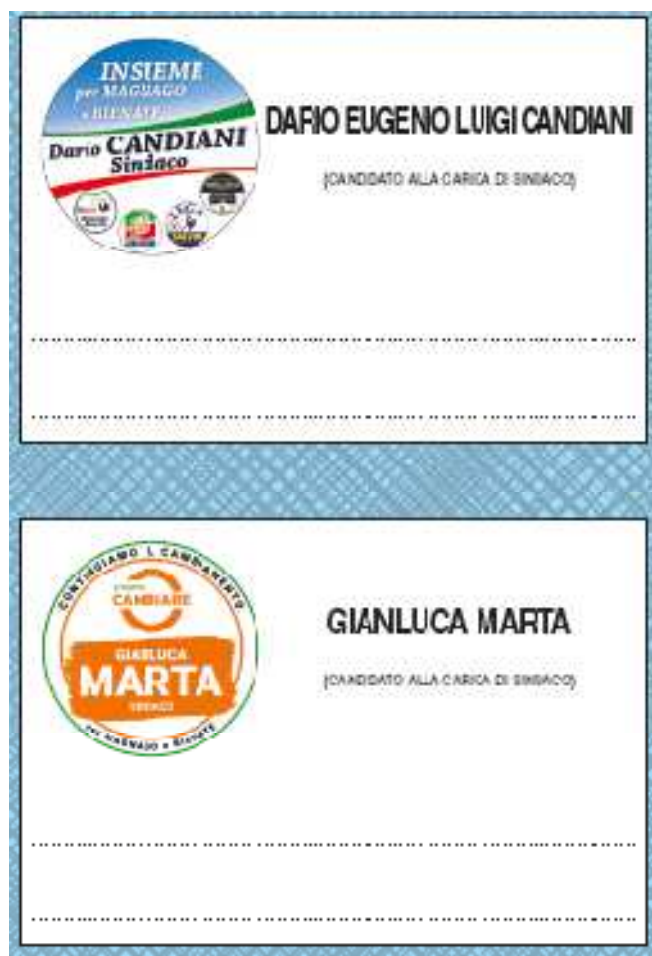 INSIEME
per MAGNAGO
e BIENATE
Dario CANDIANI
Sindaco
DARIO EUGENO LUIGI CANDIANI
(CANDIDATO ALLA CARICA DI SINDACO)
CONTINUIAMO IL CAMBIAMENTO
CAMBIARE
GIANLUCA
MARTA
SINDACO
per MAGNAGO e BIENATE
GIANLUCA MARTA
(CANDIDATO ALLA CARICA DI SINDACO)